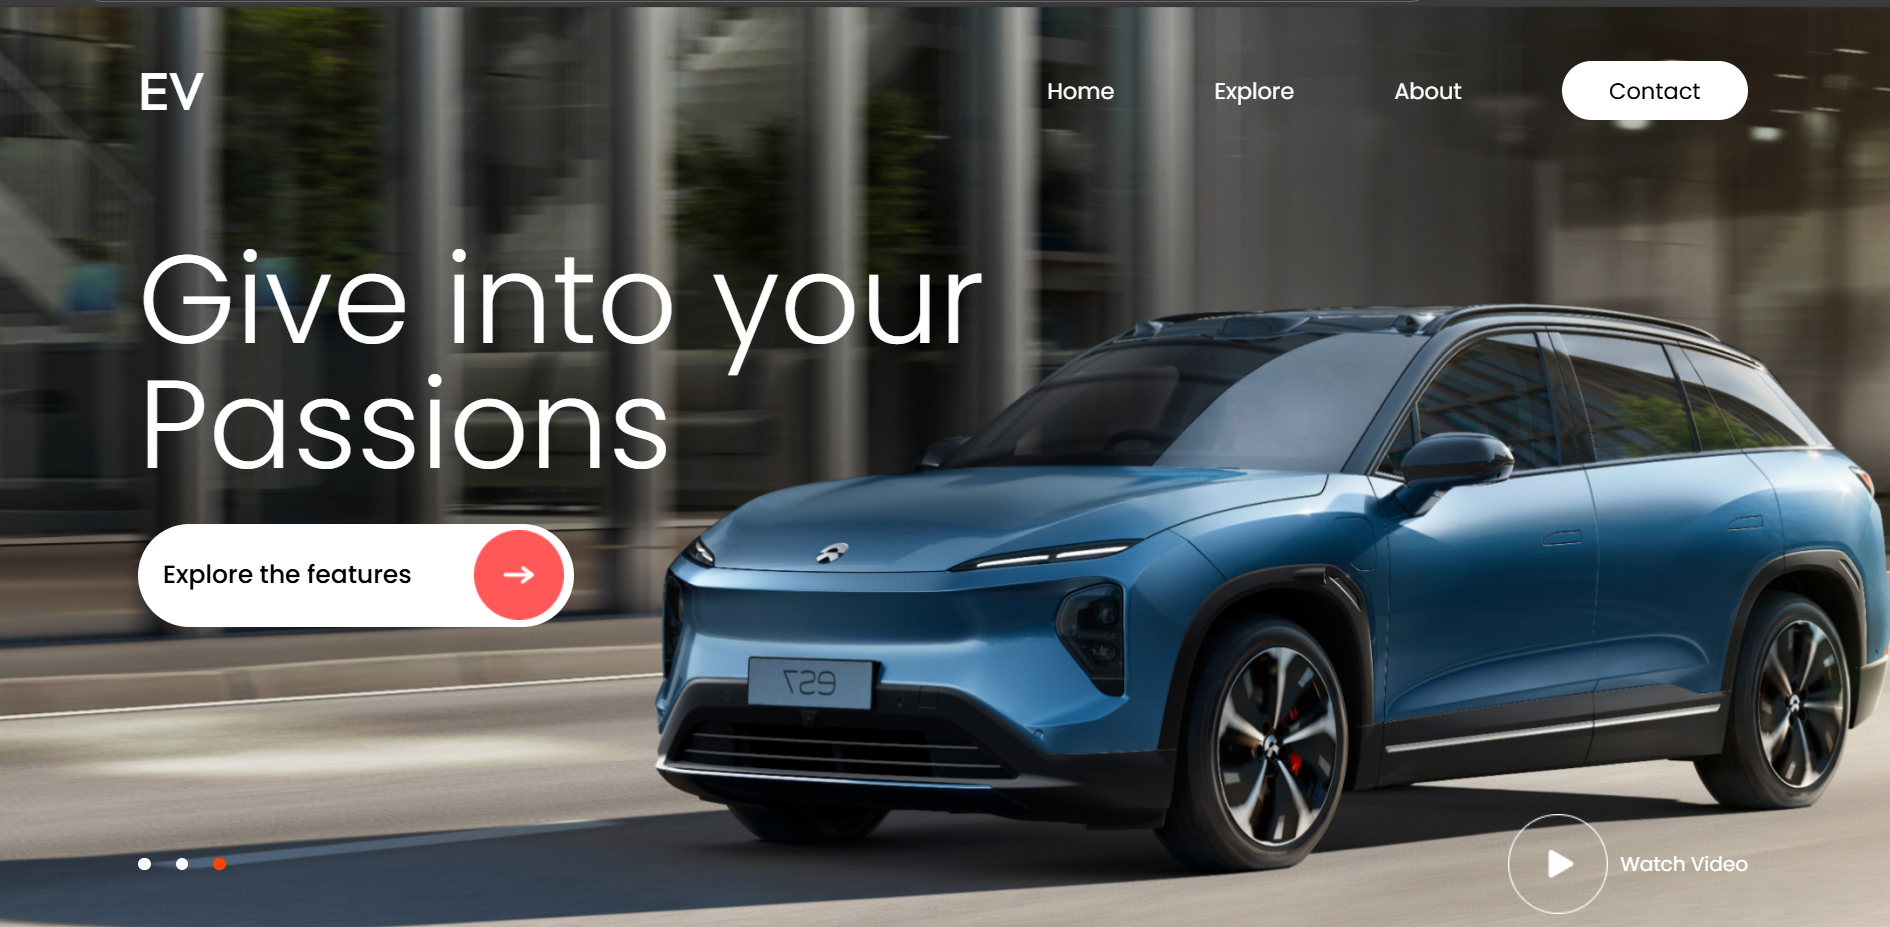 EV
Home
Explore
About
Contact
Give into your
Passions
Explore the features
ES7
Watch Video